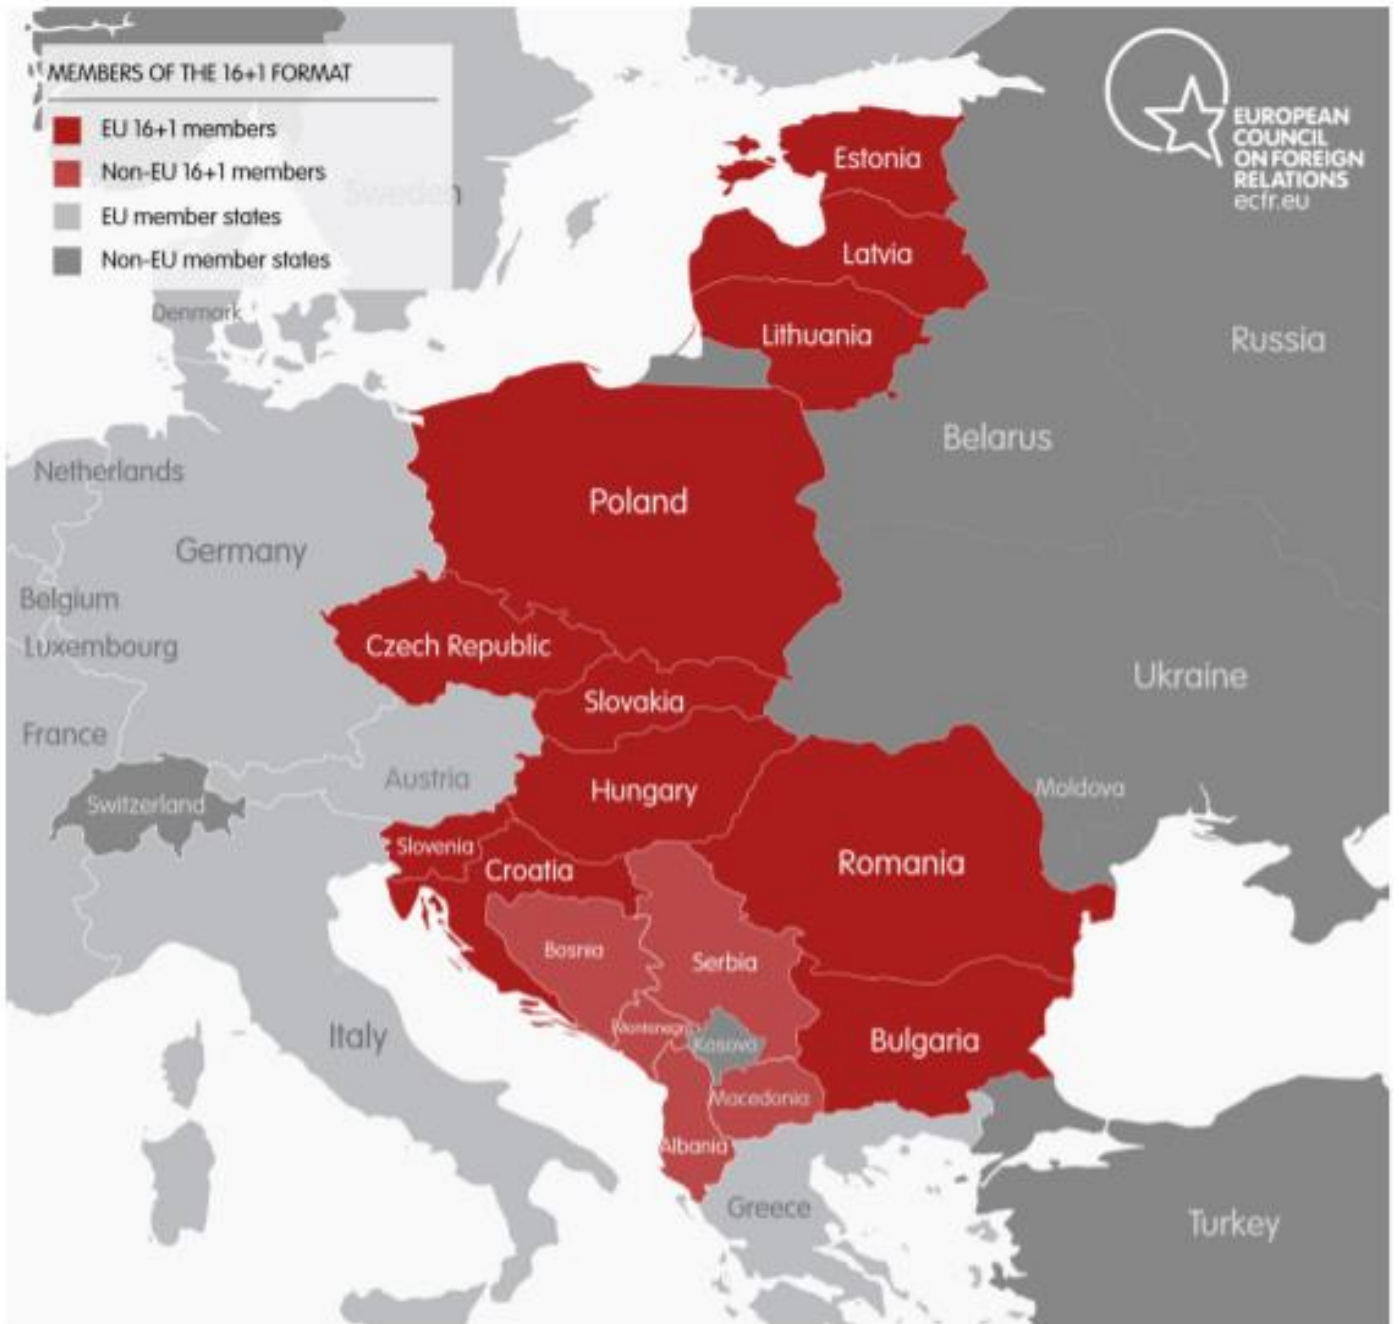 MEMBERS OF THE 16+1 FORMAT
EU 16+1 members
Non-EU 16+1 members
EU member states
Non-EU member states
EUROPEAN
COUNCIL
ON FOREIGN
RELATIONS
ecfr.eu
Sweden
Estonia
Latvia
Denmark
Lithuania
Russia
Belarus
Netherlands
Poland
Germany
Belgium
Luxembourg
Czech Republic
Ukraine
Slovakia
France
Austria
Hungary
Moldova
Switzerland
Slovenia
Croatia
Romania
Bosnia
Serbia
Italy
Montenegro
Kosovo
Bulgaria
Macedonia
Albania
Greece
Turkey